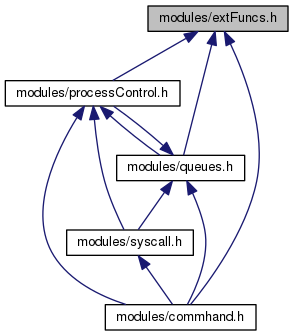 modules/extFuncs.h
modules/processControl.h
modules/queues.h
modules/syscall.h
modules/commhand.h